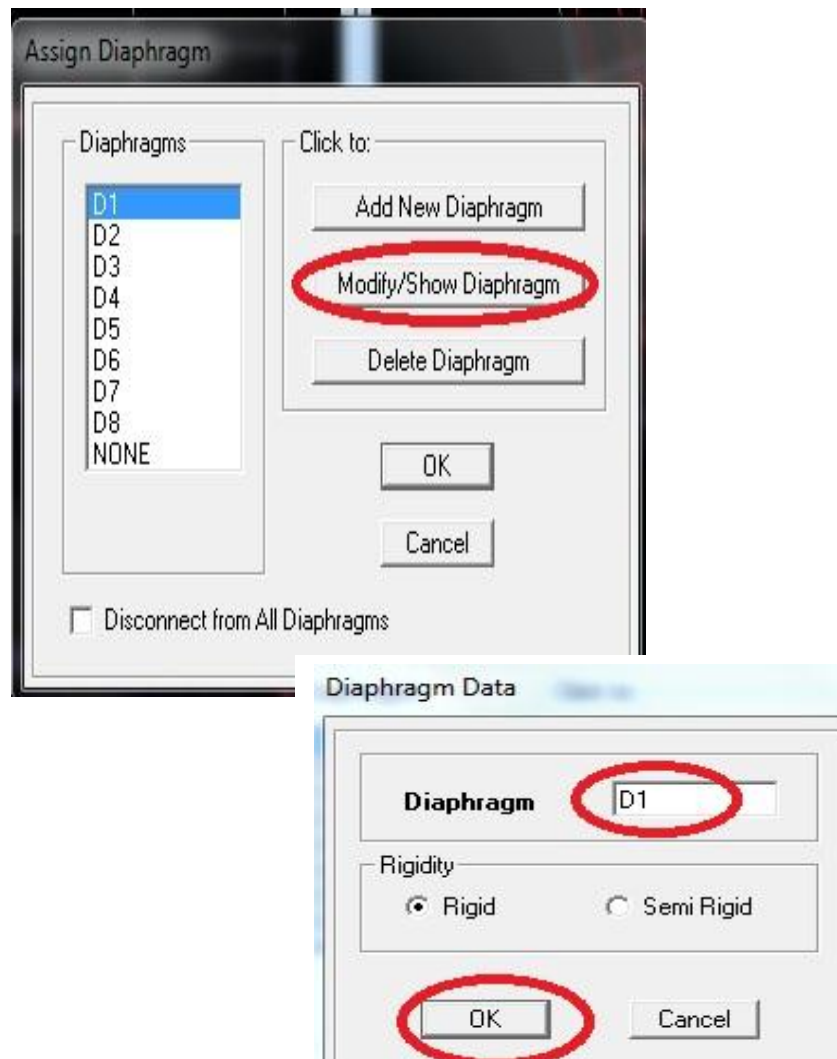 Assign Diaphragm
Diaphragms
D1
D2
D3
D4
D5
D6
D7
D8
NONE
Click to:
Add New Diaphragm
Modify/Show Diaphragm
Delete Diaphragm
OK
Cancel
Disconnect from All Diaphragms
Diaphragm Data
Diaphragm D1
Rigidity
Rigid Semi Rigid
OK Cancel